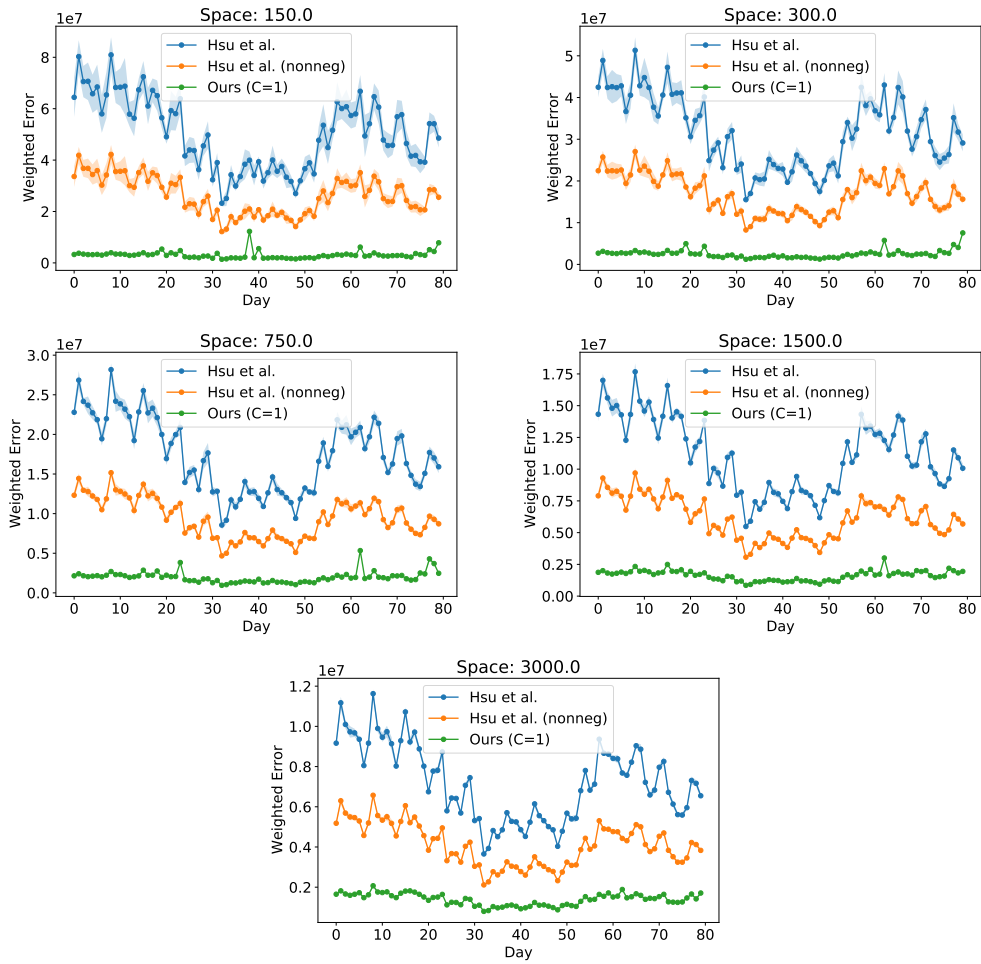 Space: 150.0
1e7
Weighted Error
8
6
4
2
0
Hsu et al.
Hsu et al. (nonneg)
Ours (C=1)
0 10 20 30 40 50 60 70 80
Day
Space: 300.0
1e7
Weighted Error
5
4
3
2
1
0
Hsu et al.
Hsu et al. (nonneg)
Ours (C=1)
0 10 20 30 40 50 60 70 80
Day
Space: 750.0
1e7
Weighted Error
3.0
2.5
2.0
1.5
1.0
0.5
0.0
Hsu et al.
Hsu et al. (nonneg)
Ours (C=1)
0 10 20 30 40 50 60 70 80
Day
Space: 1500.0
1e7
Weighted Error
1.75
1.50
1.25
1.00
0.75
0.50
0.25
0.00
Hsu et al.
Hsu et al. (nonneg)
Ours (C=1)
0 10 20 30 40 50 60 70 80
Day
Space: 3000.0
1e7
Weighted Error
1.2
1.0
0.8
0.6
0.4
0.2
Hsu et al.
Hsu et al. (nonneg)
Ours (C=1)
0 10 20 30 40 50 60 70 80
Day